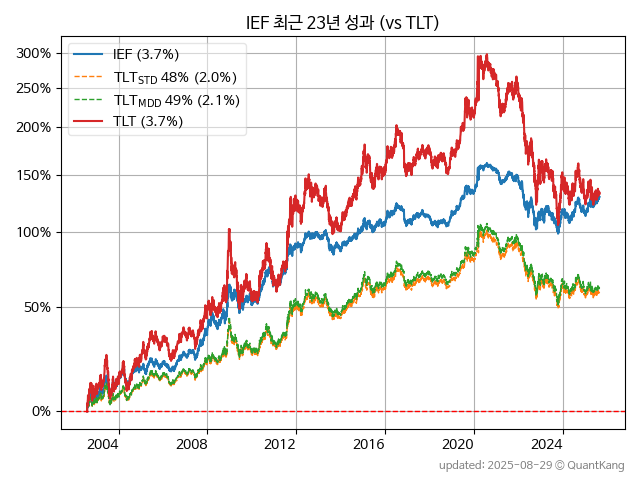 IEF 최근 23년 성과 (vs TLT)
300%
250%
200%
150%
100%
50%
0%
IEF (3.7%)
TLT_STD 48% (2.0%)
TLT_MDD 49% (2.1%)
TLT (3.7%)
2004 2008 2012 2016 2020 2024
updated: 2025-08-29 © QuantKang